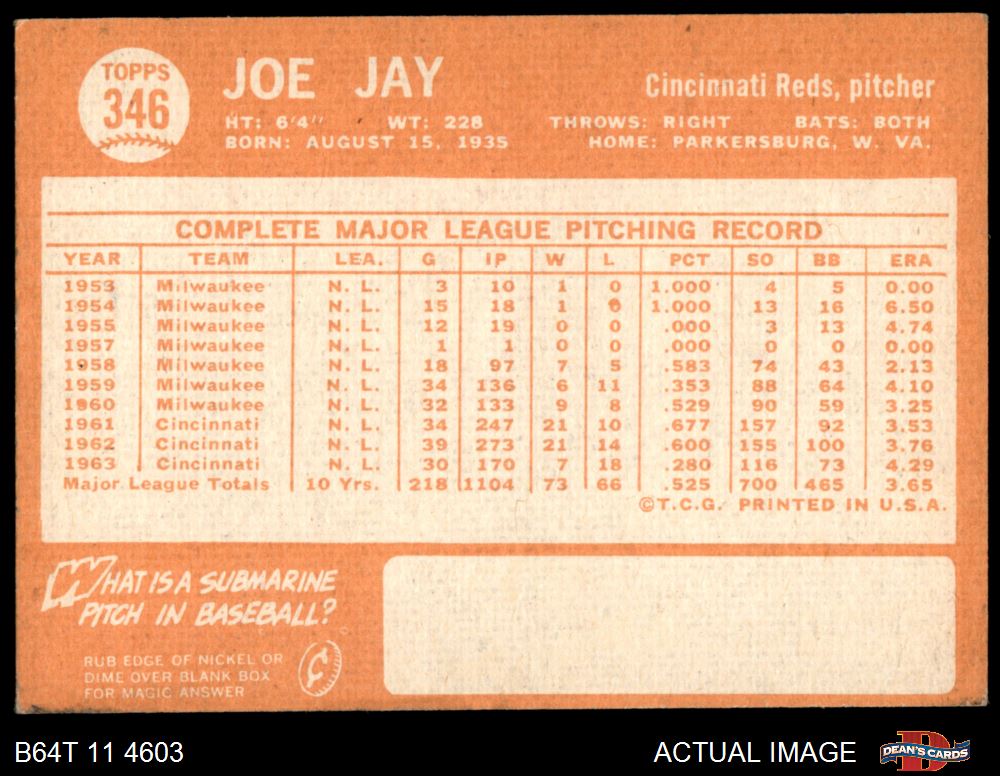 TOPPS
346
JOE JAY
Cincinnati Reds, pitcher
HT: 6'4" WT: 228 THROWS: RIGHT BATS: BOTH
BORN: AUGUST 15, 1935 HOME: PARKERSBURG, W. VA.
COMPLETE MAJOR LEAGUE PITCHING RECORD
YEAR TEAM LEA. G IP W L PCT SO BB ERA
1953 Milwaukee N. L. 3 10 1 0 1.000 4 5 0.00
1954 Milwaukee N. L. 15 18 1 0 1.000 13 16 6.50
1955 Milwaukee N. L. 12 19 0 0 .000 3 13 4.74
1957 Milwaukee N. L. 1 1 0 0 .000 0 0 0.00
1958 Milwaukee N. L. 18 97 7 5 .583 74 43 2.13
1959 Milwaukee N. L. 34 136 6 11 .353 88 64 4.10
1960 Milwaukee N. L. 32 133 9 8 .529 90 59 3.25
1961 Cincinnati N. L. 34 247 21 10 .677 157 92 3.53
1962 Cincinnati N. L. 39 273 21 14 .600 155 100 3.76
1963 Cincinnati N. L. 30 170 7 18 .280 116 73 4.29
Major League Totals 10 Yrs. 218 1104 73 66 .525 700 465 3.65
©T.C.G. PRINTED IN U.S.A.
WHAT IS A SUBMARINE
PITCH IN BASEBALL?
RUB EDGE OF NICKEL OR
DIME OVER BLANK BOX
FOR MAGIC ANSWER
B64T 11 4603
ACTUAL IMAGE
DEAN'S CARDS